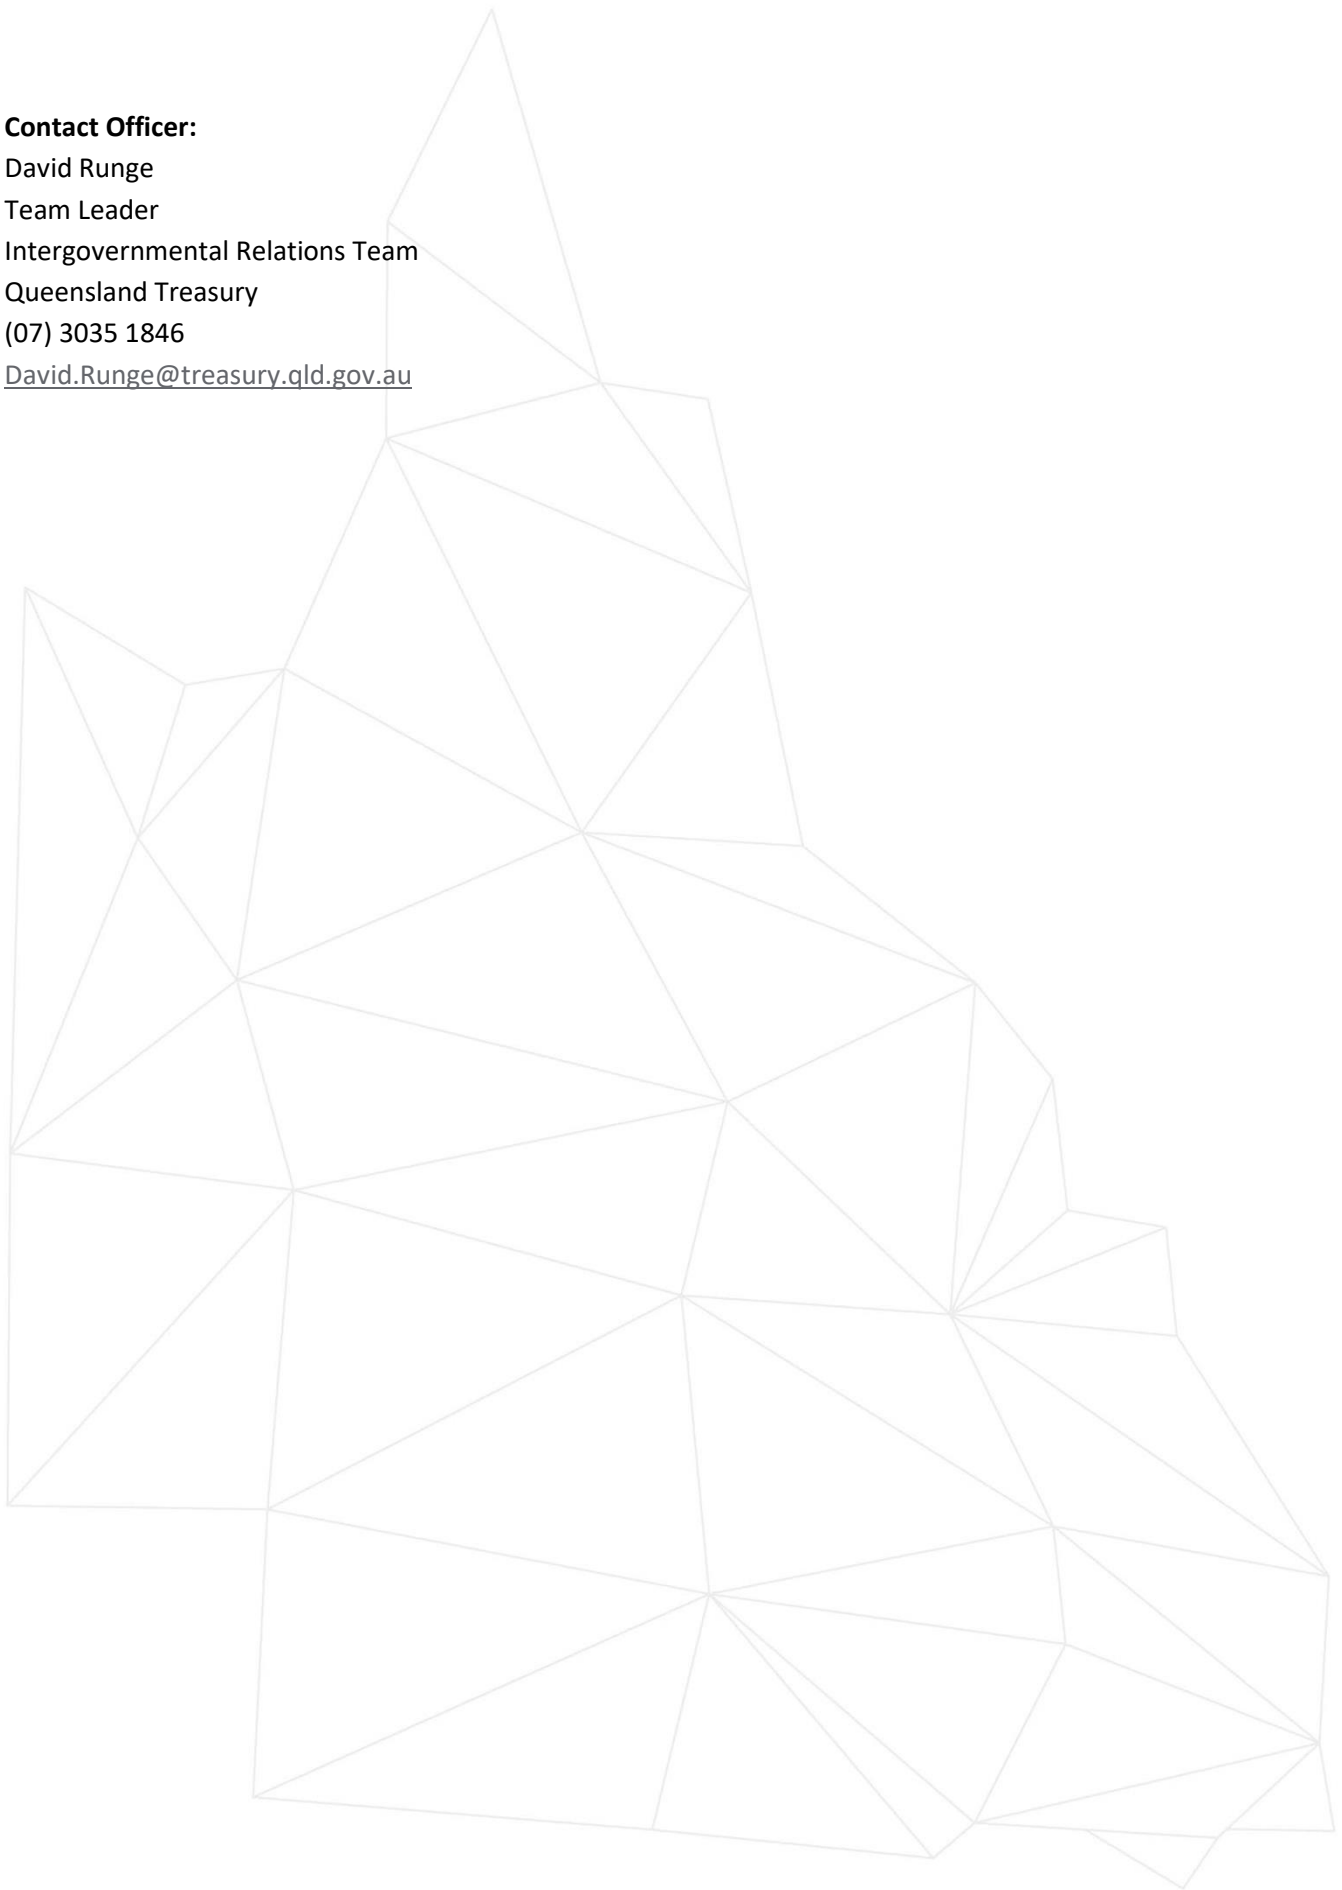 Contact Officer:
David Runge
Team Leader
Intergovernmental Relations Team
Queensland Treasury
(07) 3035 1846
David.Runge@treasury.qld.gov.au